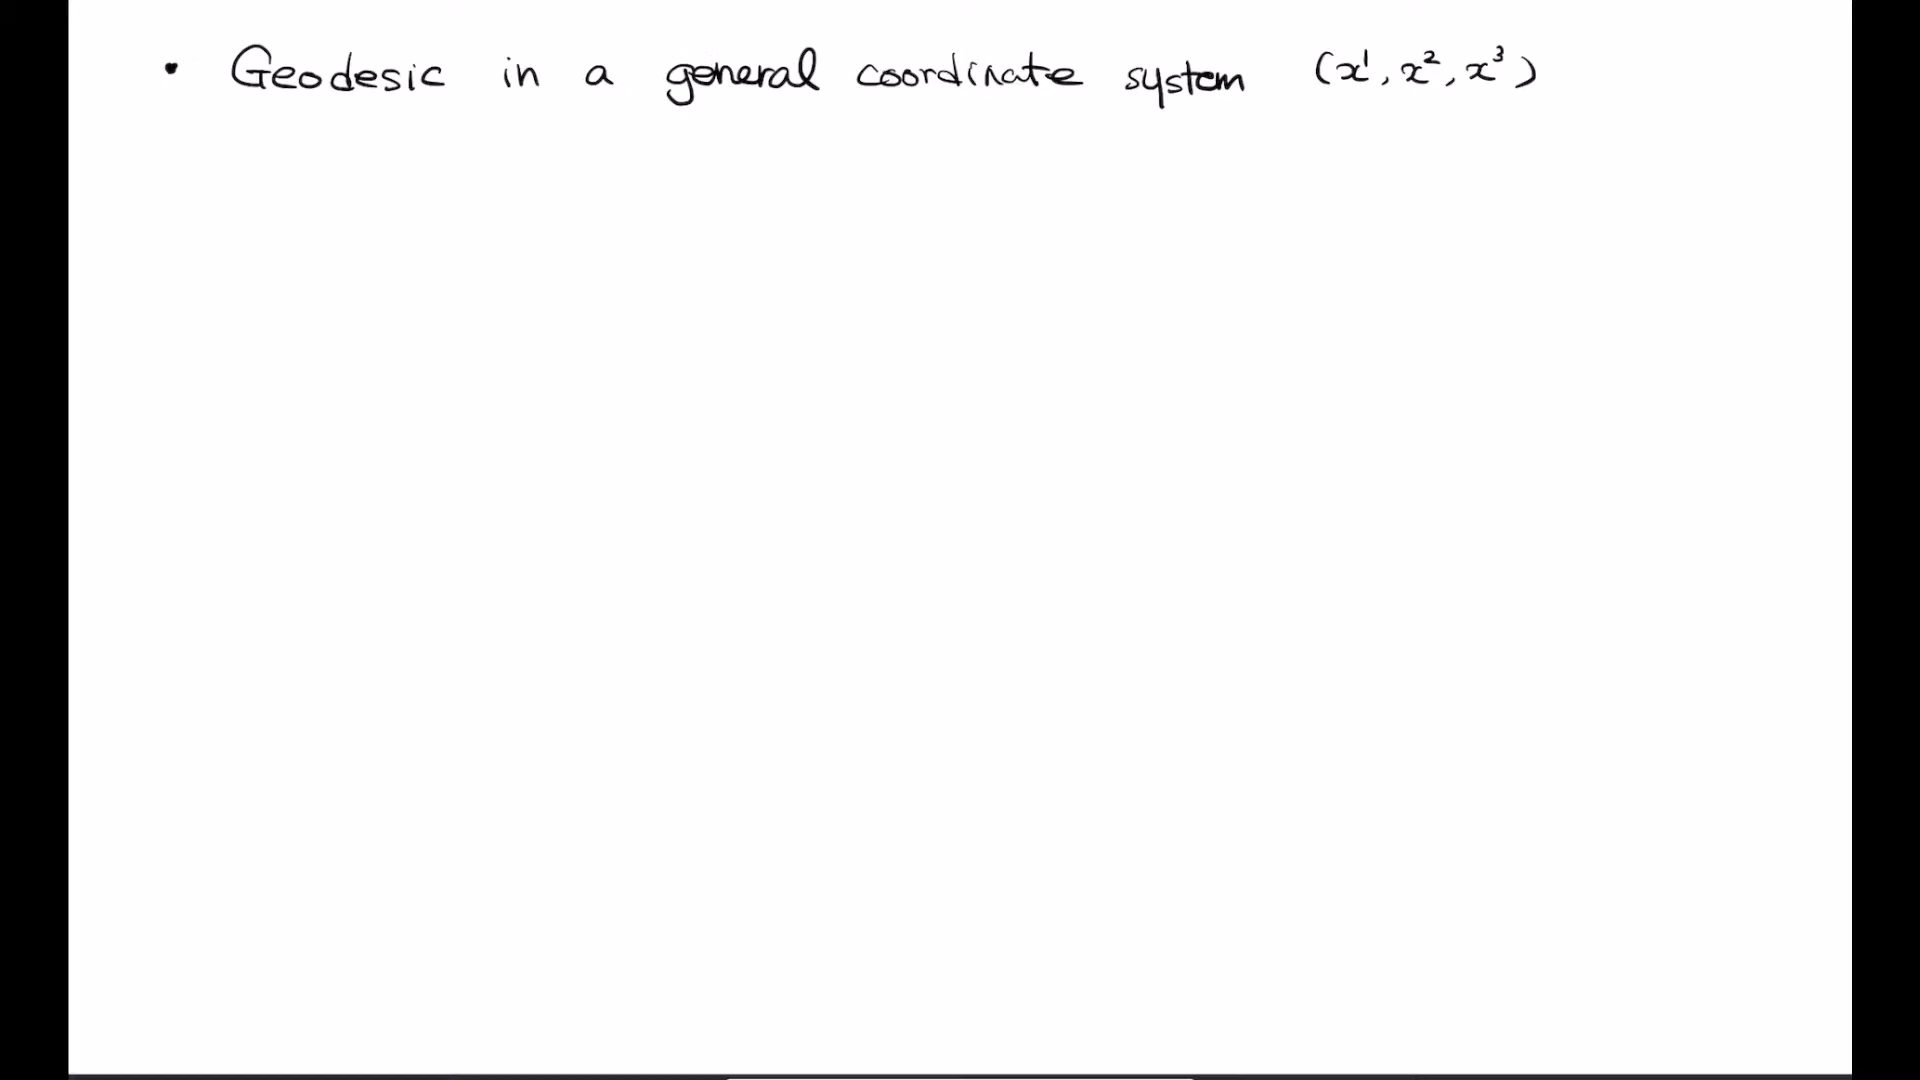 • Geodesic in a general coordinate system (x¹, x², x³)